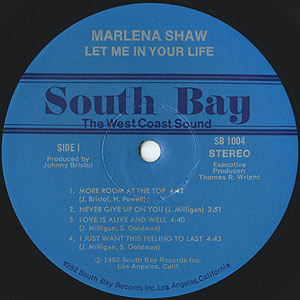 MARLENA SHAW
LET ME IN YOUR LIFE
South Bay
The West Coast Sound
SIDE I
SB 1004
STEREO
Produced by
Johnny Bristol
Executive
Producer:
Thomas R. Wright
1. MORE ROOM AT THE TOP 4:42
(J. Bristol, H. Powell)
2. NEVER GIVE UP ON YOU (J. Milligan) 3:51
3. LOVE IS ALIVE AND WELL 4:40
(J. Milligan, S. Goldman)
4. I JUST WANT THIS FEELING TO LAST 4:43
(J. Milligan, S. Goldman)
℗ 1982 South Bay Records Inc.
Los Angeles, Calif.
1982 South Bay Records Inc., Los Angeles, CA.